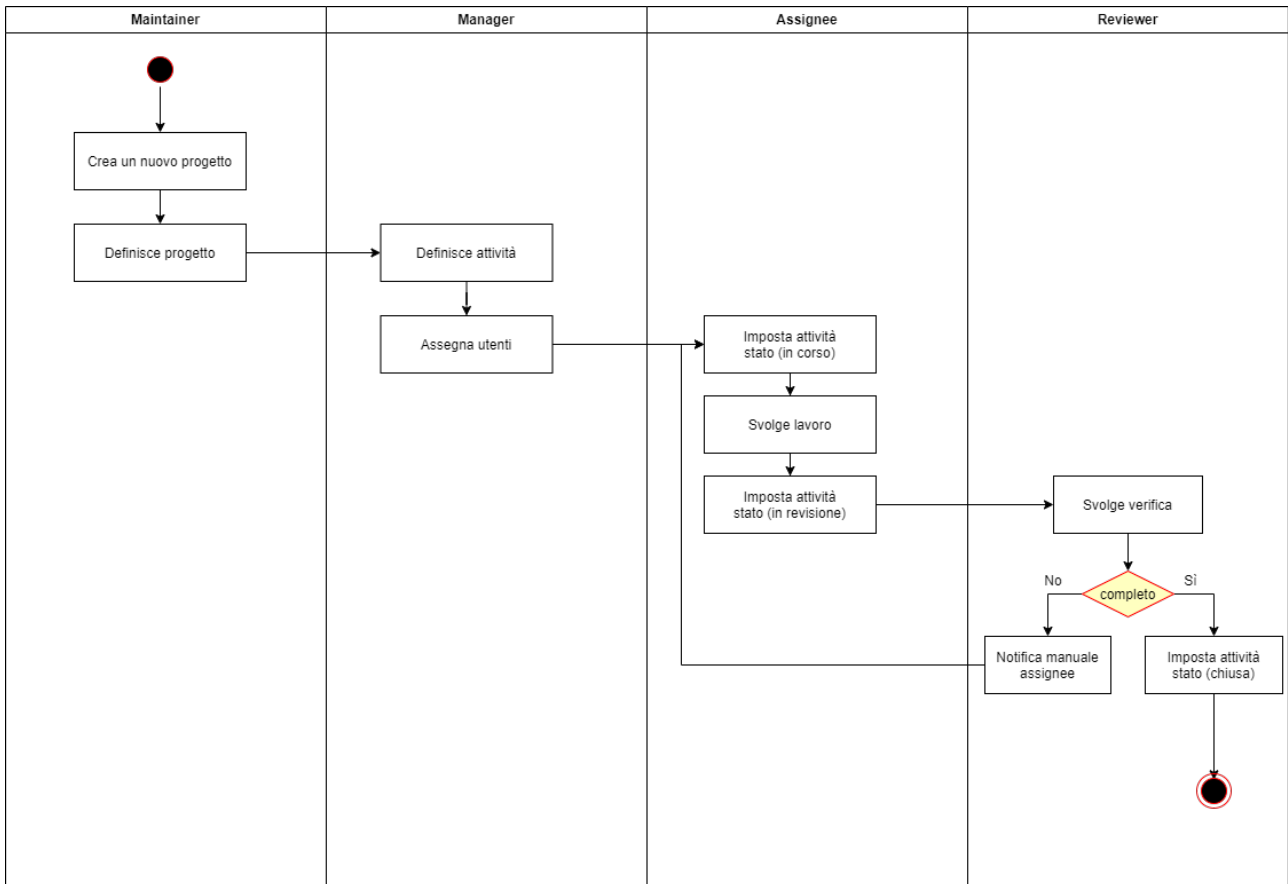 Maintainer
Manager
Assignee
Reviewer
Crea un nuovo progetto
Definisce progetto
Definisce attività
Assegna utenti
Imposta attività
stato (in corso)
Svolge lavoro
Imposta attività
stato (in revisione)
Svolge verifica
completo
No
Sì
Notifica manuale
assignee
Imposta attività
stato (chiusa)